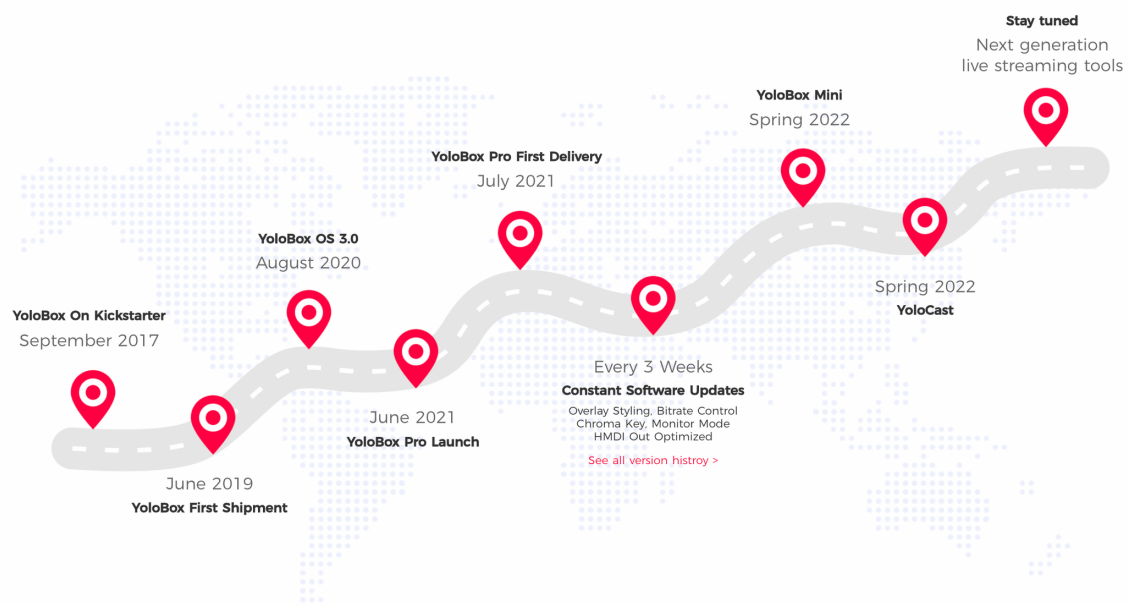 YoloBox On Kickstarter
September 2017
June 2019
YoloBox First Shipment
YoloBox OS 3.0
August 2020
June 2021
YoloBox Pro Launch
YoloBox Pro First Delivery
July 2021
Every 3 Weeks
Constant Software Updates
Overlay Styling, Bitrate Control
Chroma Key, Monitor Mode
HMDI Out Optimized
See all version histroy >
YoloBox Mini
Spring 2022
Spring 2022
YoloCast
Stay tuned
Next generation
live streaming tools